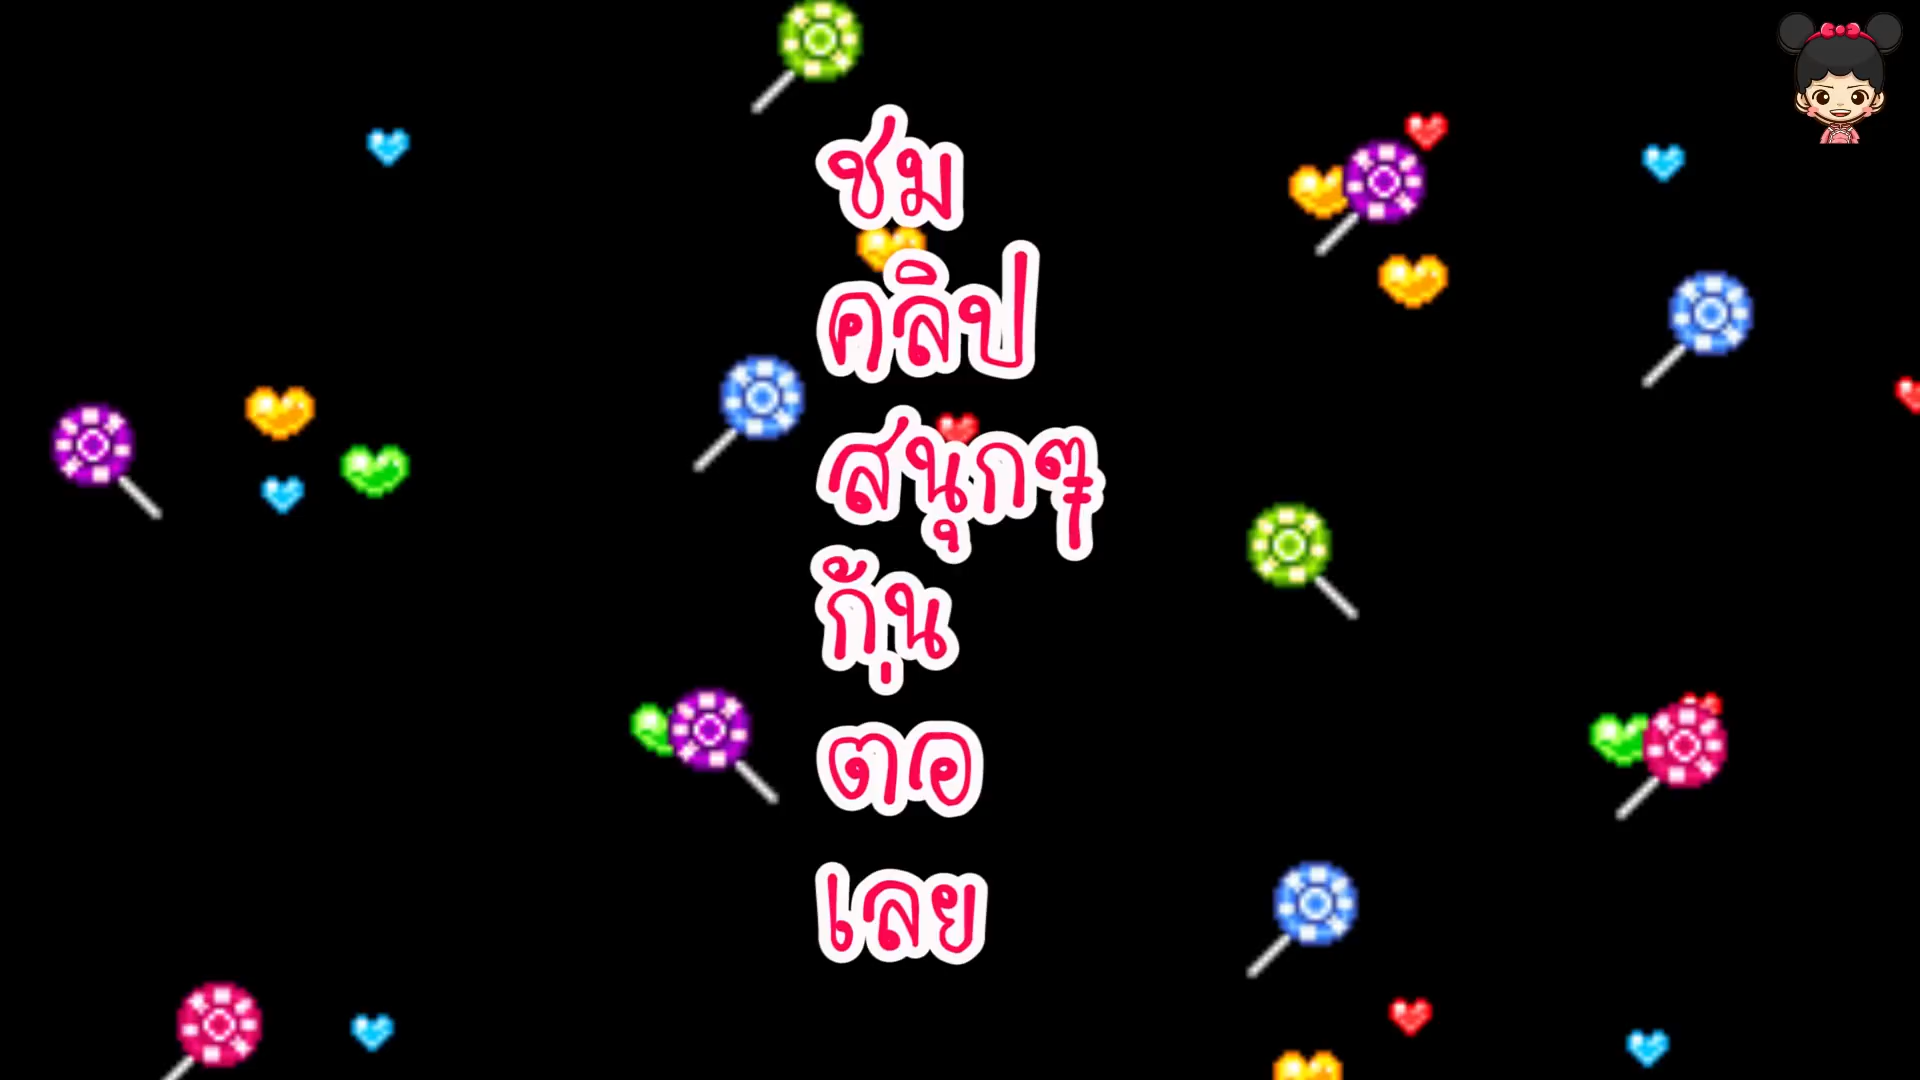 ชม
คลิป
สนุกๆ
กุ้น
ตอ
เลย